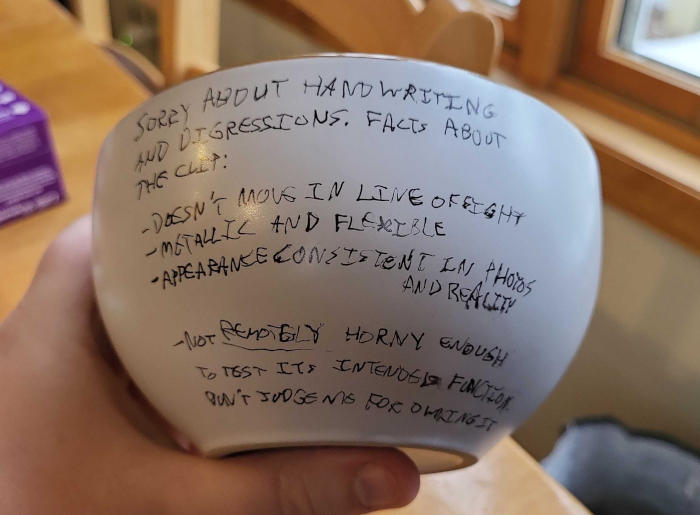 SORRY ABOUT HANDWRITING
AND DIGRESSIONS. FACTS ABOUT
THE CLIT:
-DOESN'T MOVE IN LINE OF SIGHT
-METALLIC AND FLEXIBLE
-APPEARANCE CONSISTENT IN PHOTOS
AND REALITY
-NOT REMOTELY HORNY ENOUGH
TO TEST ITS INTENDED FUNCTION.
DON'T JUDGE ME FOR OWNING IT